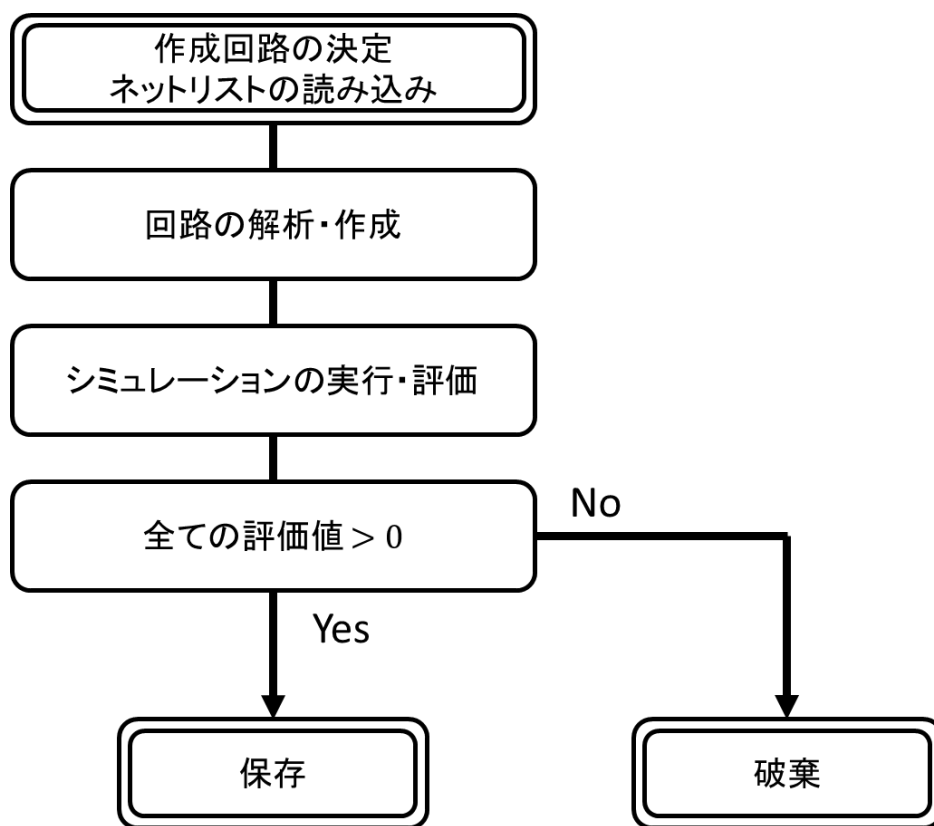 作成回路の決定
ネットリストの読み込み
回路の解析・作成
シミュレーションの実行・評価
全ての評価値 > 0
No
Yes
保存
破棄